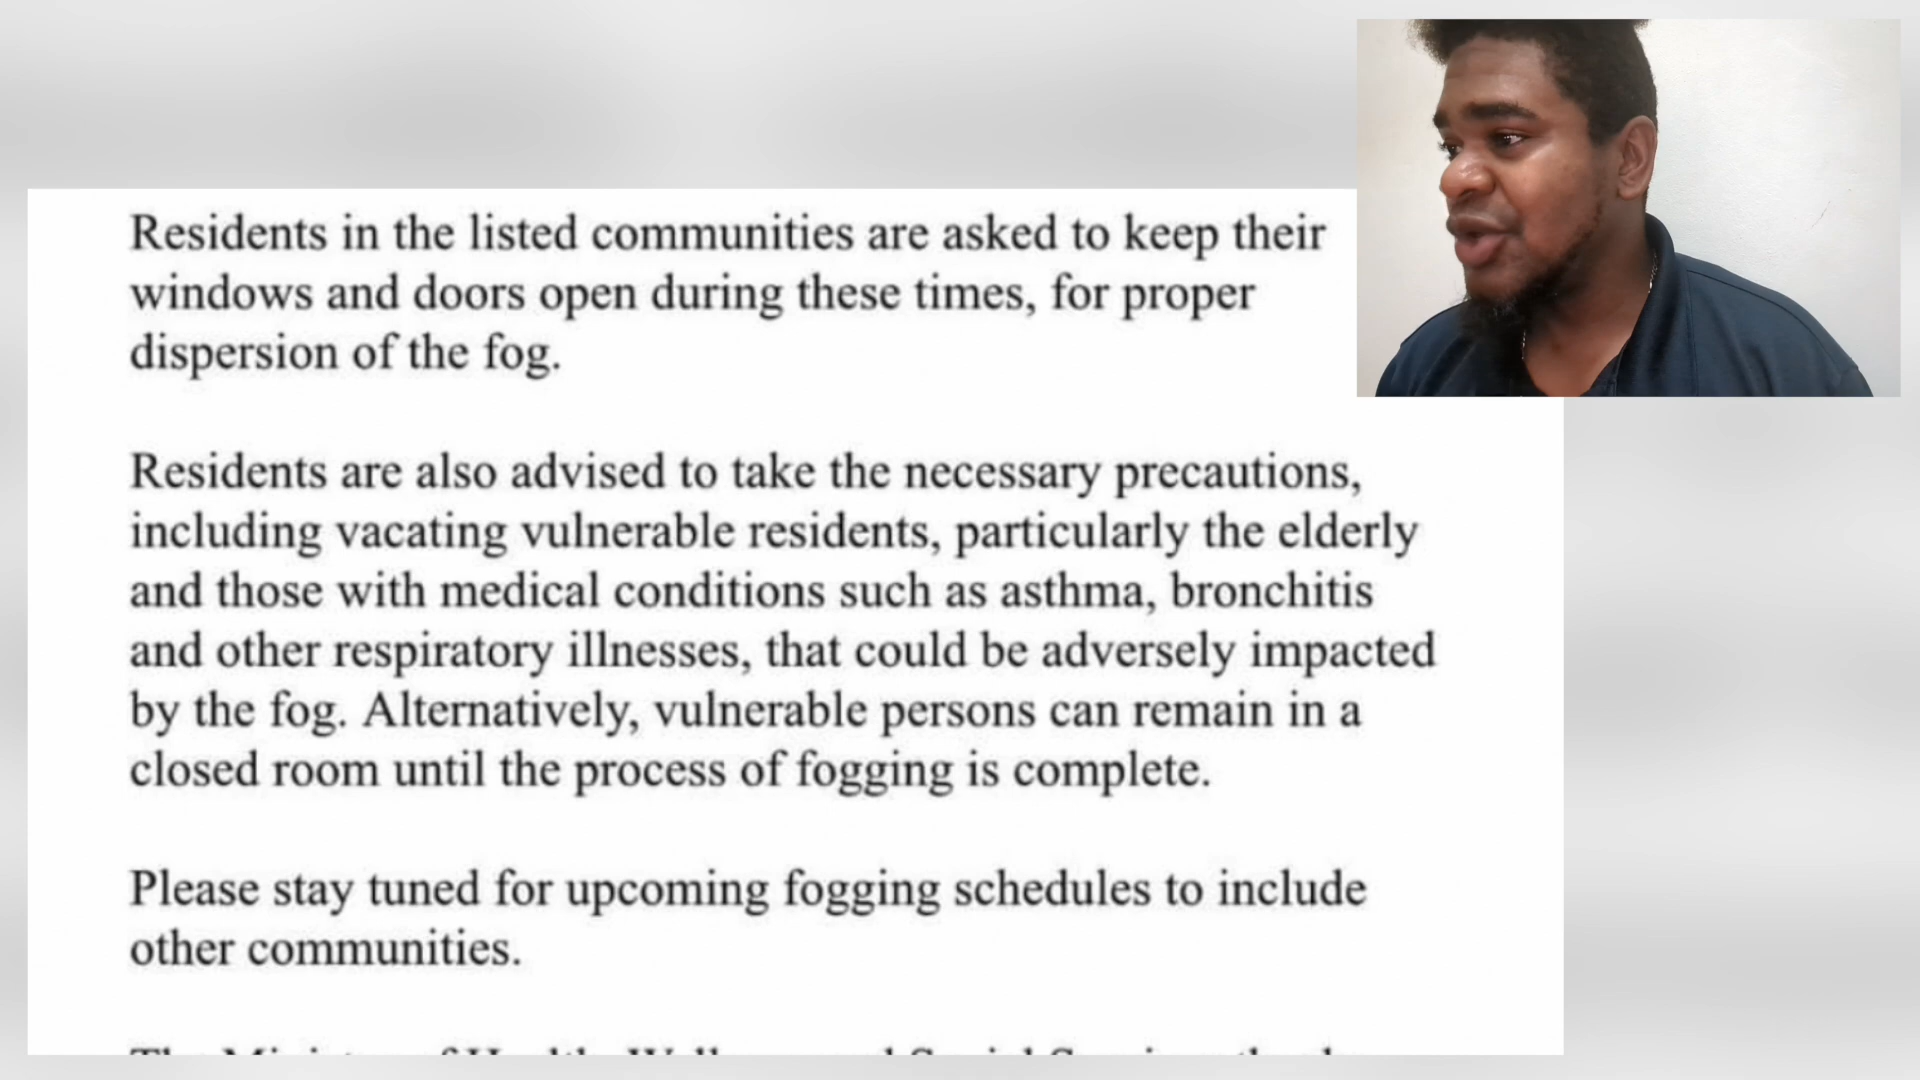 Residents in the listed communities are asked to keep their
windows and doors open during these times, for proper
dispersion of the fog.
Residents are also advised to take the necessary precautions,
including vacating vulnerable residents, particularly the elderly
and those with medical conditions such as asthma, bronchitis
and other respiratory illnesses, that could be adversely impacted
by the fog. Alternatively, vulnerable persons can remain in a
closed room until the process of fogging is complete.
Please stay tuned for upcoming fogging schedules to include
other communities.